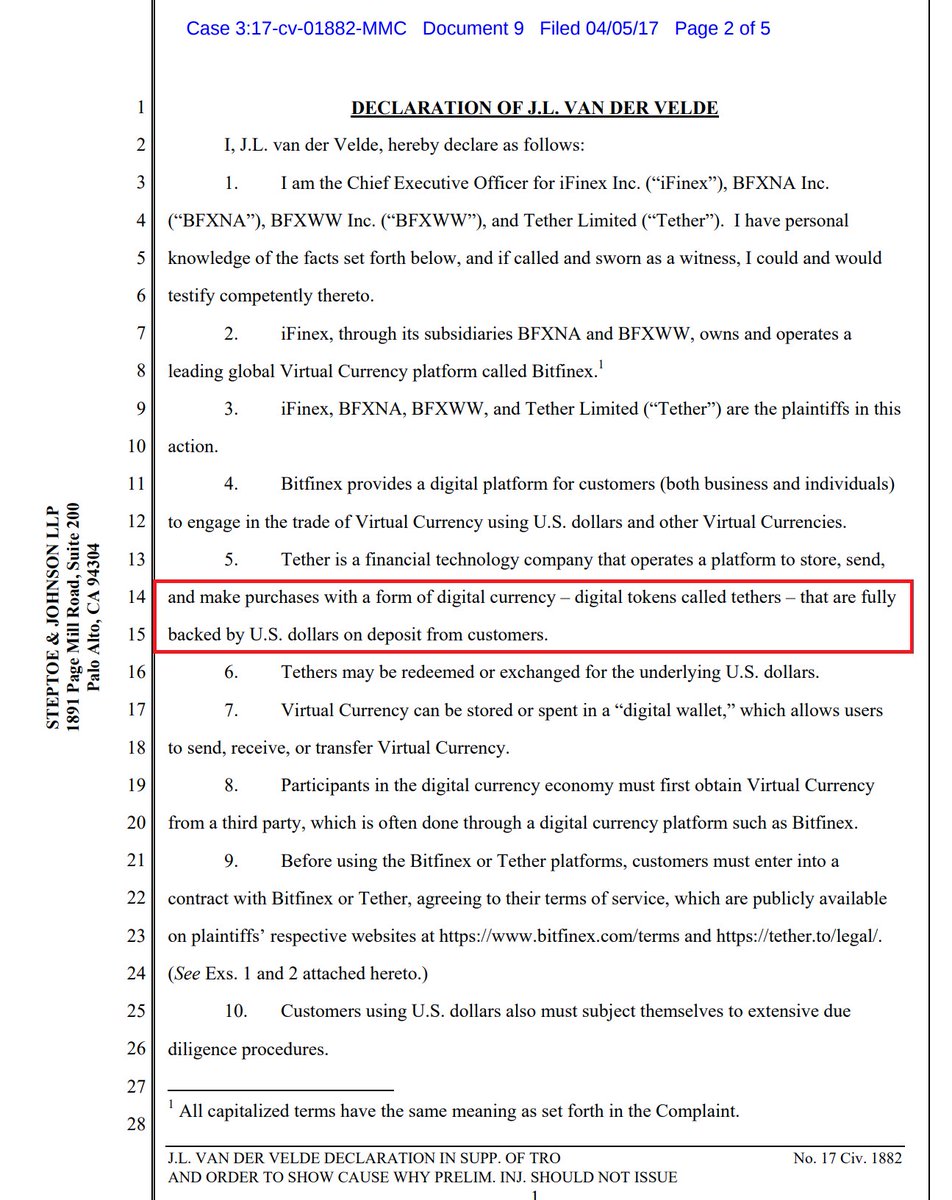 Case 3:17-cv-01882-MMC Document 9 Filed 04/05/17 Page 2 of 5
1 DECLARATION OF J.L. VAN DER VELDE
2 I, J.L. van der Velde, hereby declare as follows:
3 1. I am the Chief Executive Officer for iFinex Inc. (“iFinex”), BFXNA Inc.
4 (“BFXNA”), BFXWW Inc. (“BFXWW”), and Tether Limited (“Tether”). I have personal
5 knowledge of the facts set forth below, and if called and sworn as a witness, I could and would
6 testify competently thereto.
7 2. iFinex, through its subsidiaries BFXNA and BFXWW, owns and operates a
8 leading global Virtual Currency platform called Bitfinex.1
9 3. iFinex, BFXNA, BFXWW, and Tether Limited (“Tether”) are the plaintiffs in this
10 action.
11 4. Bitfinex provides a digital platform for customers (both business and individuals)
12 to engage in the trade of Virtual Currency using U.S. dollars and other Virtual Currencies.
13 5. Tether is a financial technology company that operates a platform to store, send,
14 and make purchases with a form of digital currency – digital tokens called tethers – that are fully
15 backed by U.S. dollars on deposit from customers.
16 6. Tethers may be redeemed or exchanged for the underlying U.S. dollars.
17 7. Virtual Currency can be stored or spent in a “digital wallet,” which allows users
18 to send, receive, or transfer Virtual Currency.
19 8. Participants in the digital currency economy must first obtain Virtual Currency
20 from a third party, which is often done through a digital currency platform such as Bitfinex.
21 9. Before using the Bitfinex or Tether platforms, customers must enter into a
22 contract with Bitfinex or Tether, agreeing to their terms of service, which are publicly available
23 on plaintiffs’ respective websites at https://www.bitfinex.com/terms and https://tether.to/legal/.
24 (See Exs. 1 and 2 attached hereto.)
25 10. Customers using U.S. dollars also must subject themselves to extensive due
26 diligence procedures.
27
1 All capitalized terms have the same meaning as set forth in the Complaint.
28
J.L. VAN DER VELDE DECLARATION IN SUPP. OF TRO No. 17 Civ. 1882
AND ORDER TO SHOW CAUSE WHY PRELIM. INJ. SHOULD NOT ISSUE
1
STEPTOE & JOHNSON LLP
1891 Page Mill Road, Suite 200
Palo Alto, CA 94304